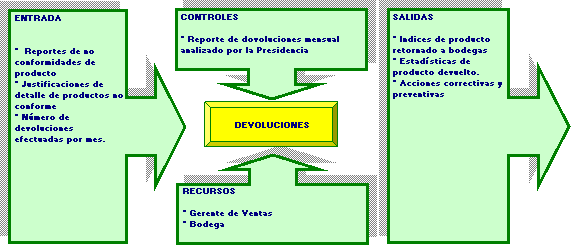 ENTRADA
* Reportes de no
conformidades de
producto
* Justificaciones de
detalle de productos no
conforme
* Número de
devoluciones
efectuadas por mes.
CONTROLES
* Reporte de dovoluciones mensual
analizado por la Presidencia
DEVOLUCIONES
RECURSOS
* Gerente de Ventas
* Bodega
SALIDAS
* Indices de producto
retornado a bodegas
* Estadísticas de
producto devuelto.
* Acciones correctivas y
preventivas